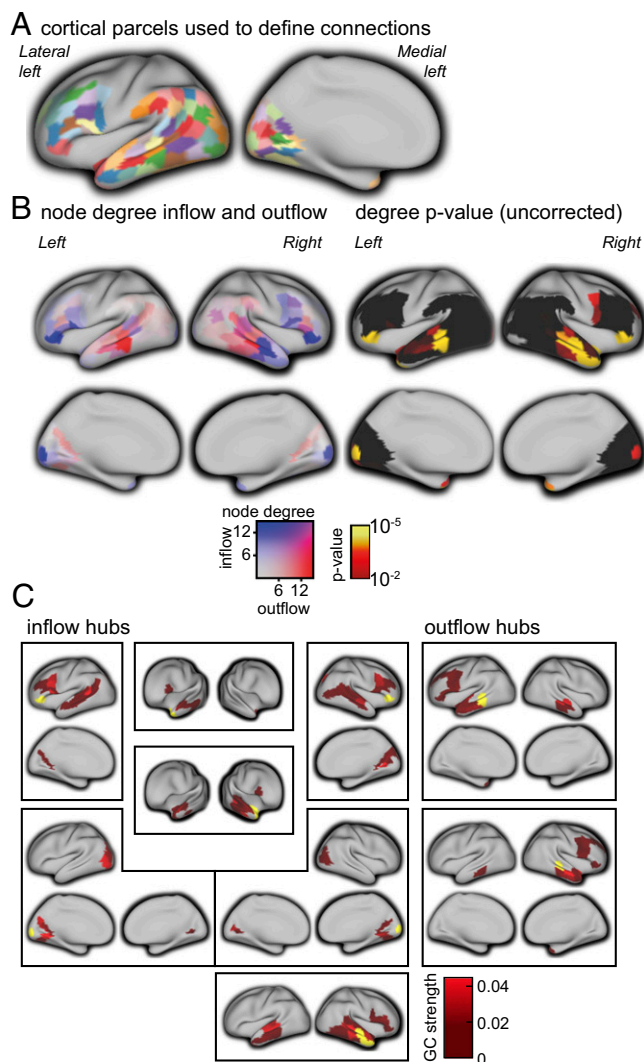 A cortical parcels used to define connections
Lateral left
Medial left
B node degree inflow and outflow
degree p-value (uncorrected)
Left
Right
Left
Right
node degree
inflow
12
6
6 12
outflow
p-value
10-5
10-2
C
inflow hubs
outflow hubs
GC strength
0.04
0.02
0